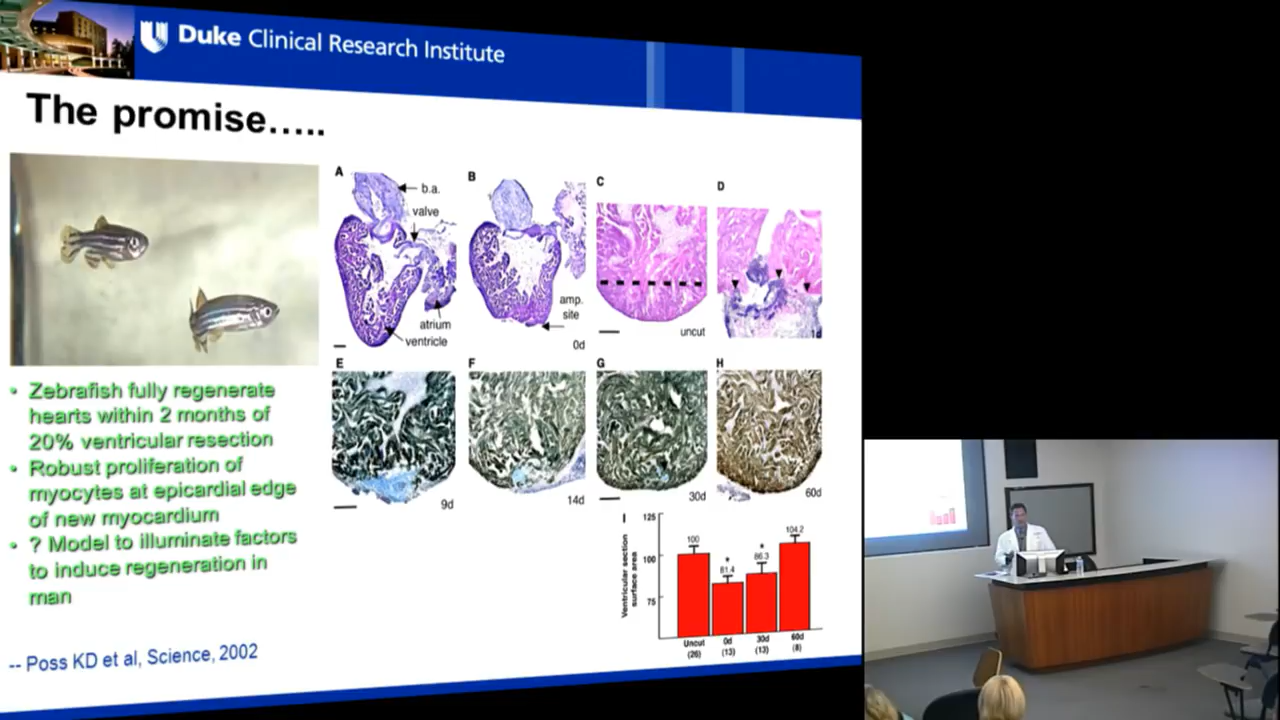 Duke Clinical Research Institute
The promise…..
A
b.a.
valve
atrium
ventricle
B
amp.
site
0d
C
uncut
D
1d
E
9d
F
14d
G
30d
H
60d
• Zebrafish fully regenerate
hearts within 2 months of
20% ventricular resection
• Robust proliferation of
myocytes at epicardial edge
of new myocardium
• ? Model to illuminate factors
to induce regeneration in
man
I
Ventricular section
surface area
125
100
75
100
* 81.4
* 86.3
104.2
Uncut 0d 30d 60d
(26) (13) (13) (8)
-- Poss KD et al, Science, 2002